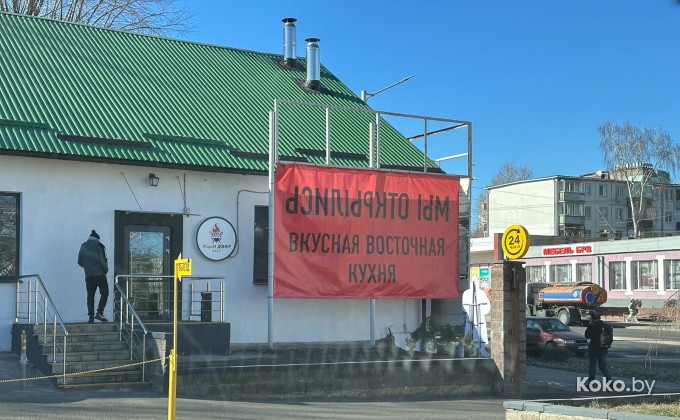 МЫ ОТКРЫЛИСЬ
ВКУСНАЯ ВОСТОЧНАЯ
КУХНЯ
24
МЕБЕЛЬ БРВ
Koko.by